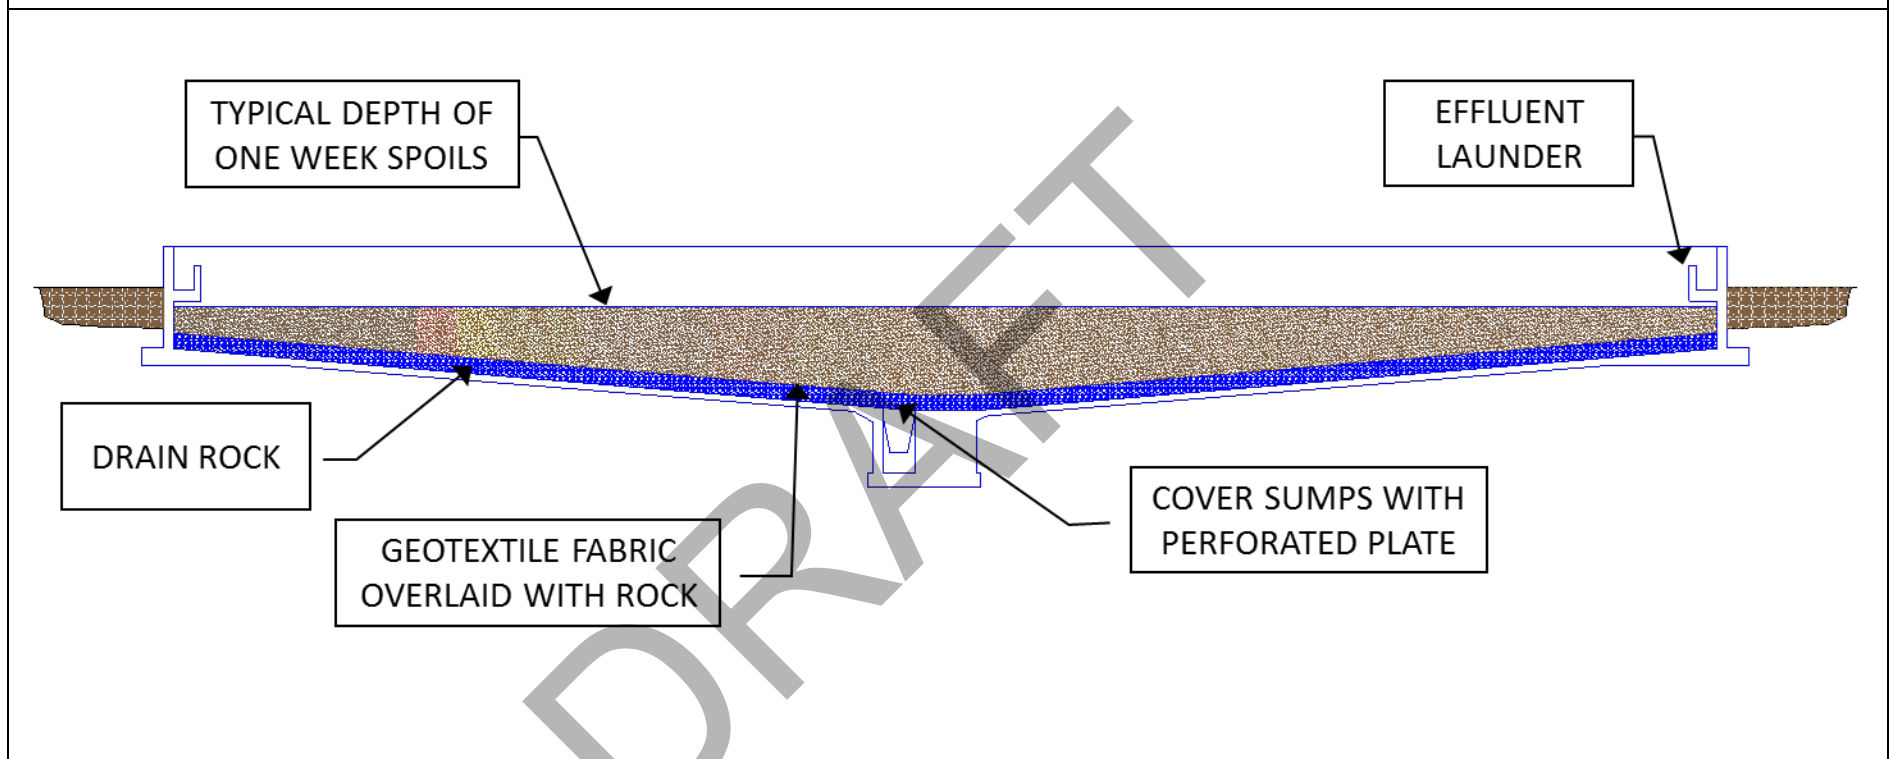 TYPICAL DEPTH OF
ONE WEEK SPOILS
EFFLUENT
LAUNDER
DRAIN ROCK
GEOTEXTILE FABRIC
OVERLAID WITH ROCK
COVER SUMPS WITH
PERFORATED PLATE
DRAFT